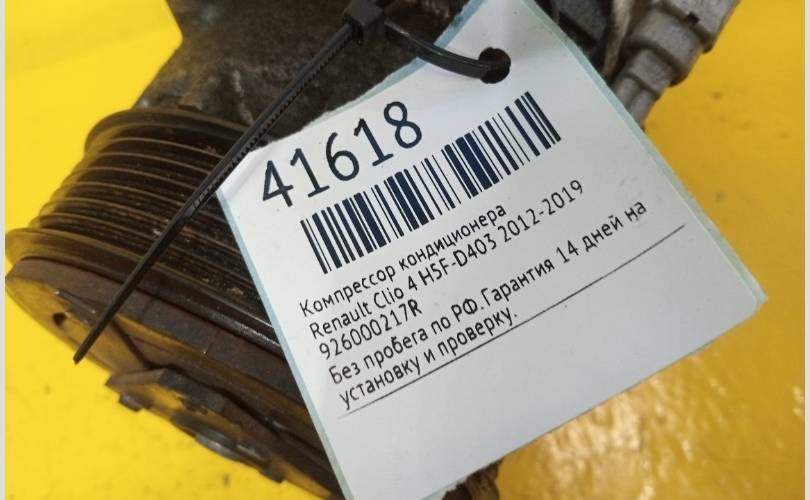 41618
Компрессор кондиционера
Renault Clio 4 H5F-D403 2012-2019
926000217R
Без пробега по РФ.Гарантия 14 дней на
установку и проверку.